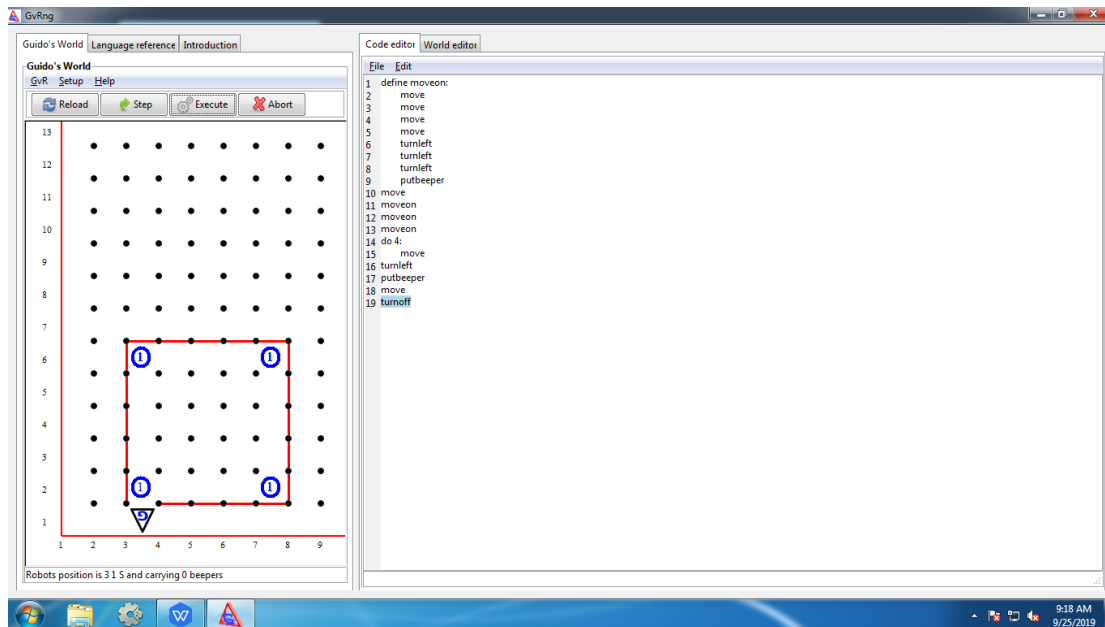 GvRng
Guido's World Language reference Introduction
Guido's World
GvR Setup Help
Reload Step Execute Abort
13
12
11
10
9
8
7
6
5
4
3
2
1
1 1
1 1
G
1 2 3 4 5 6 7 8 9
Robots position is 3 1 S and carrying 0 beepers
Code editor World editor
File Edit
1 define moveon:
2 move
3 move
4 move
5 move
6 turnleft
7 turnleft
8 turnleft
9 putbeeper
10 move
11 moveon
12 moveon
13 moveon
14 do 4:
15 move
16 turnleft
17 putbeeper
18 move
19 turnoff
W
9:18 AM
9/25/2019